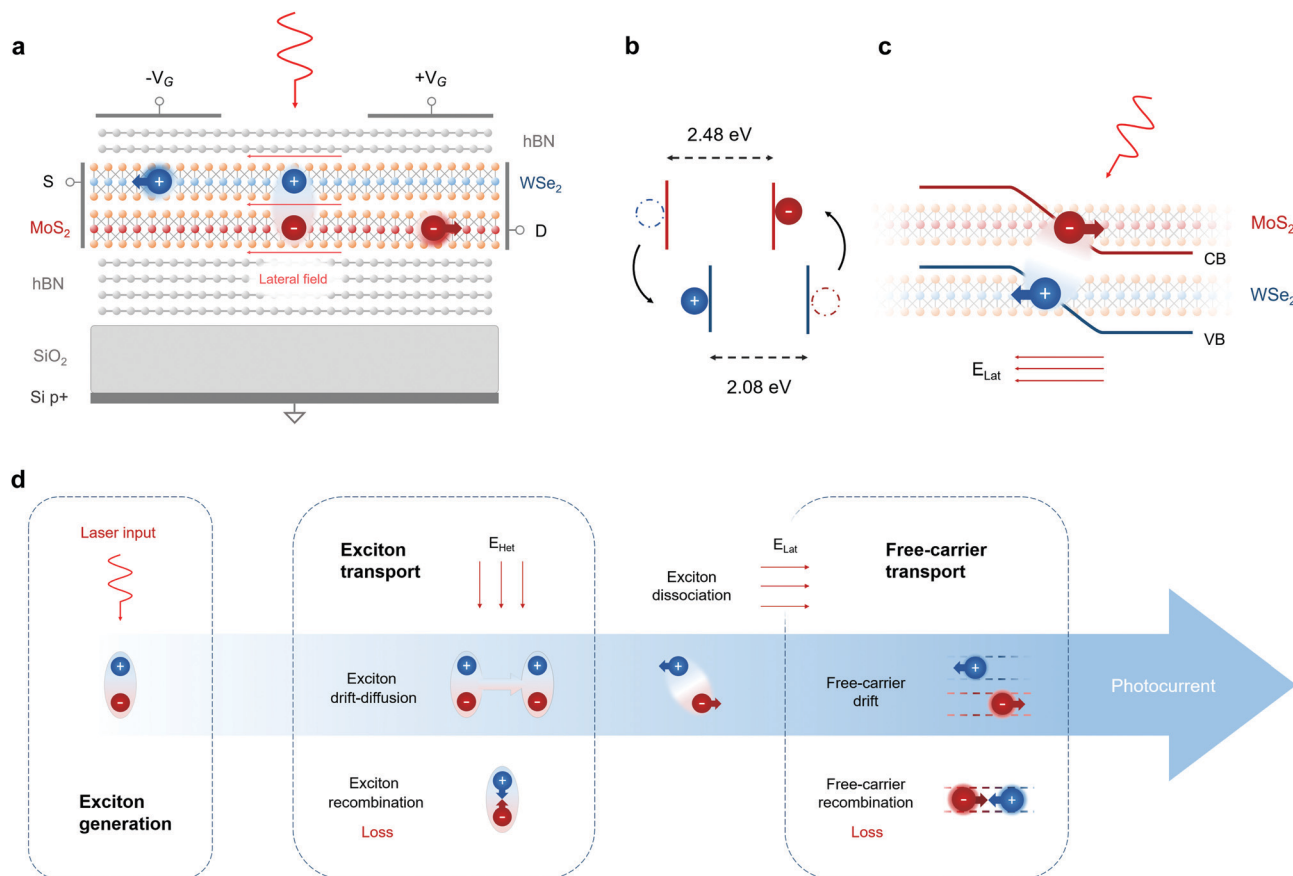 a
-V_G
+V_G
hBN
S
WSe₂
MoS₂
D
hBN
Lateral field
SiO₂
Si p+
b
2.48 eV
2.08 eV
c
MoS₂
CB
WSe₂
VB
E_Lat
d
Laser input
Exciton
generation
Exciton
transport
E_Het
Exciton
drift-diffusion
Exciton
recombination
Loss
Exciton
dissociation
E_Lat
Free-carrier
transport
Free-carrier
drift
Free-carrier
recombination
Loss
Photocurrent